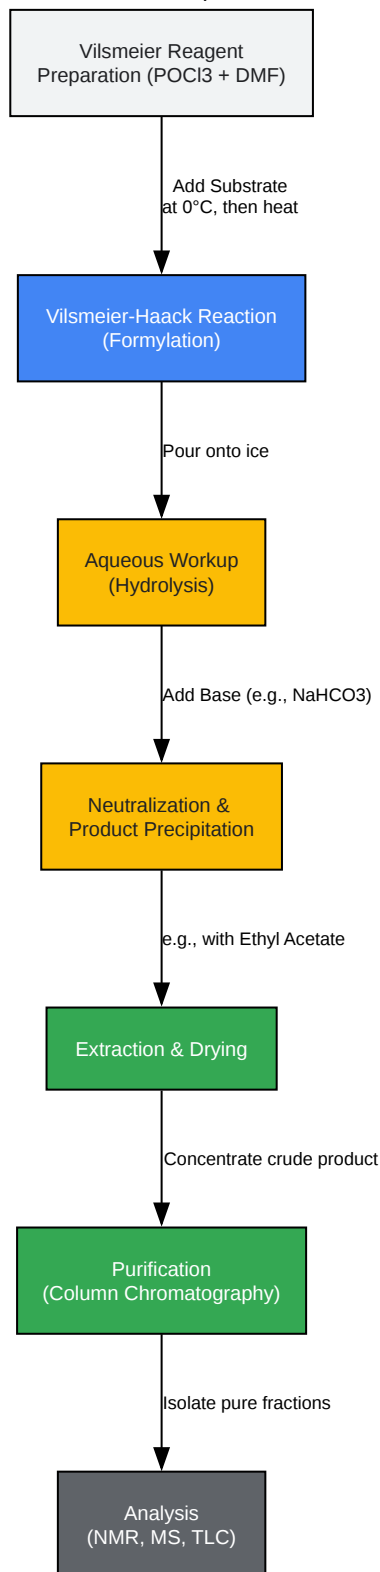 Vilsmeier Reagent
Preparation (POCl3 + DMF)
Add Substrate
at 0°C, then heat
Vilsmeier-Haack Reaction
(Formylation)
Pour onto ice
Aqueous Workup
(Hydrolysis)
Add Base (e.g., NaHCO3)
Neutralization &
Product Precipitation
e.g., with Ethyl Acetate
Extraction & Drying
Concentrate crude product
Purification
(Column Chromatography)
Isolate pure fractions
Analysis
(NMR, MS, TLC)